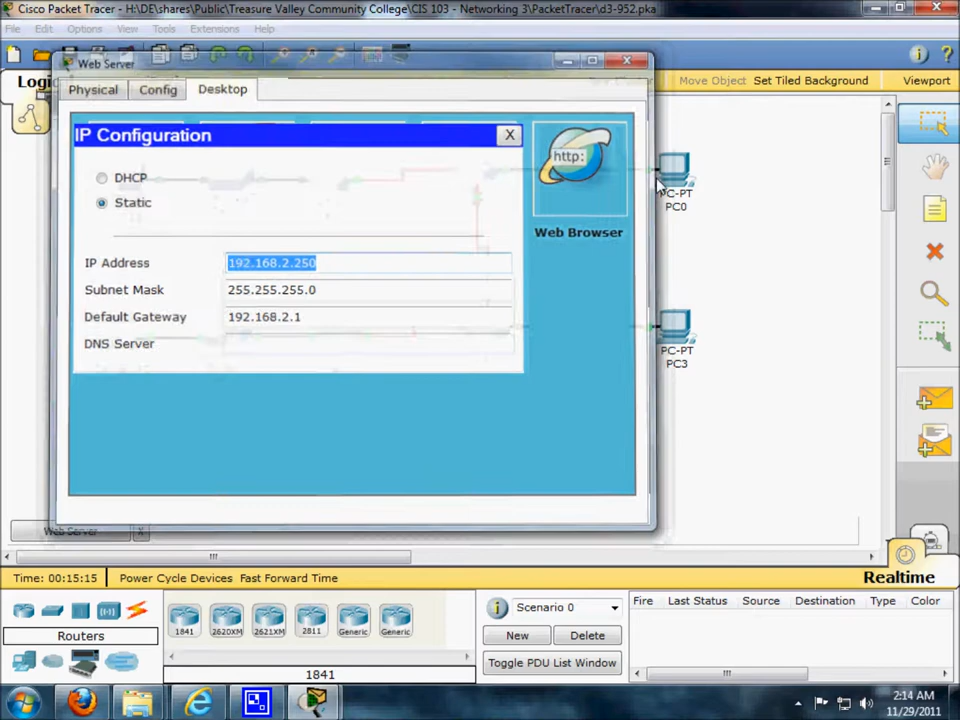 Cisco Packet Tracer - H:\DE\shares\Public\Treasure Valley Community College\CIS 103 - Networking 3\PacketTracer\d3-952.pka
File Edit Options View Tools Extensions Help
Web Server
Logic
Move Object Set Tiled Background Viewport
Physical Config Desktop
IP Configuration X
http:
Web Browser
DHCP
Static
IP Address 192.168.2.250
Subnet Mask 255.255.255.0
Default Gateway 192.168.2.1
DNS Server
PC-PT
PC0
PC-PT
PC3
Web Server X
Time: 00:15:15 Power Cycle Devices Fast Forward Time Realtime
Routers
1841 2620XM 2621XM 2811 Generic Generic
1841
Scenario 0
New Delete
Toggle PDU List Window
Fire Last Status Source Destination Type Color
2:14 AM
11/29/2011